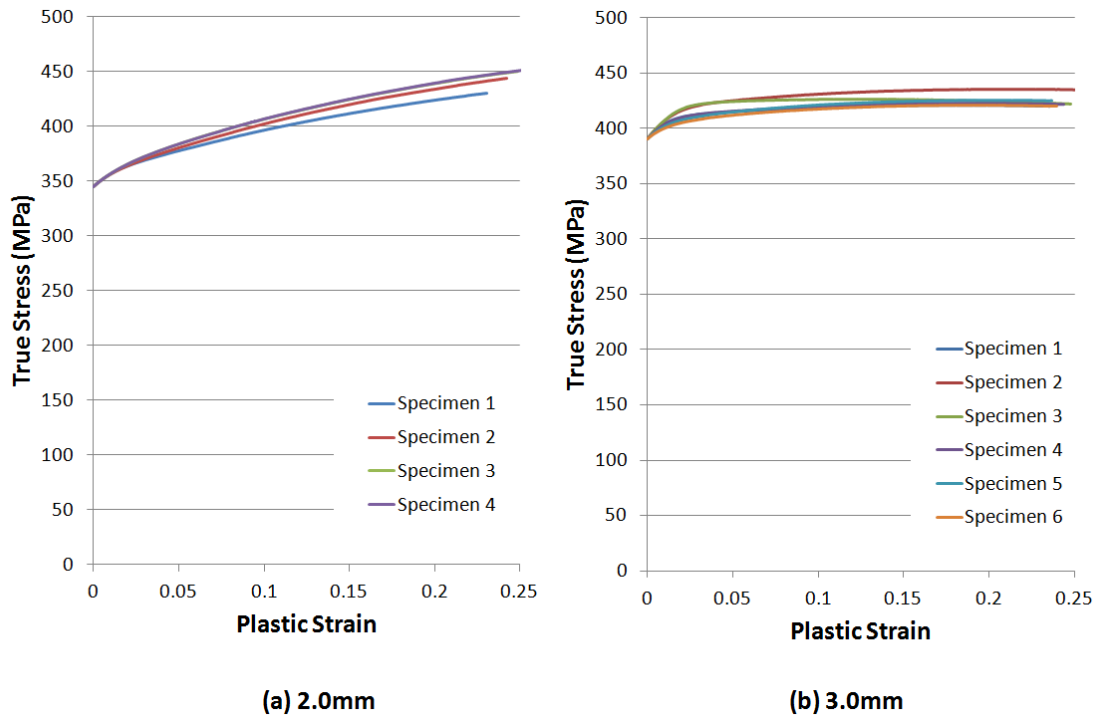 500
450
400
350
300
250
200
150
100
50
0
True Stress (MPa)
Specimen 1
Specimen 2
Specimen 3
Specimen 4
0 0.05 0.1 0.15 0.2 0.25
Plastic Strain
(a) 2.0mm
500
450
400
350
300
250
200
150
100
50
0
True Stress (MPa)
Specimen 1
Specimen 2
Specimen 3
Specimen 4
Specimen 5
Specimen 6
0 0.05 0.1 0.15 0.2 0.25
Plastic Strain
(b) 3.0mm